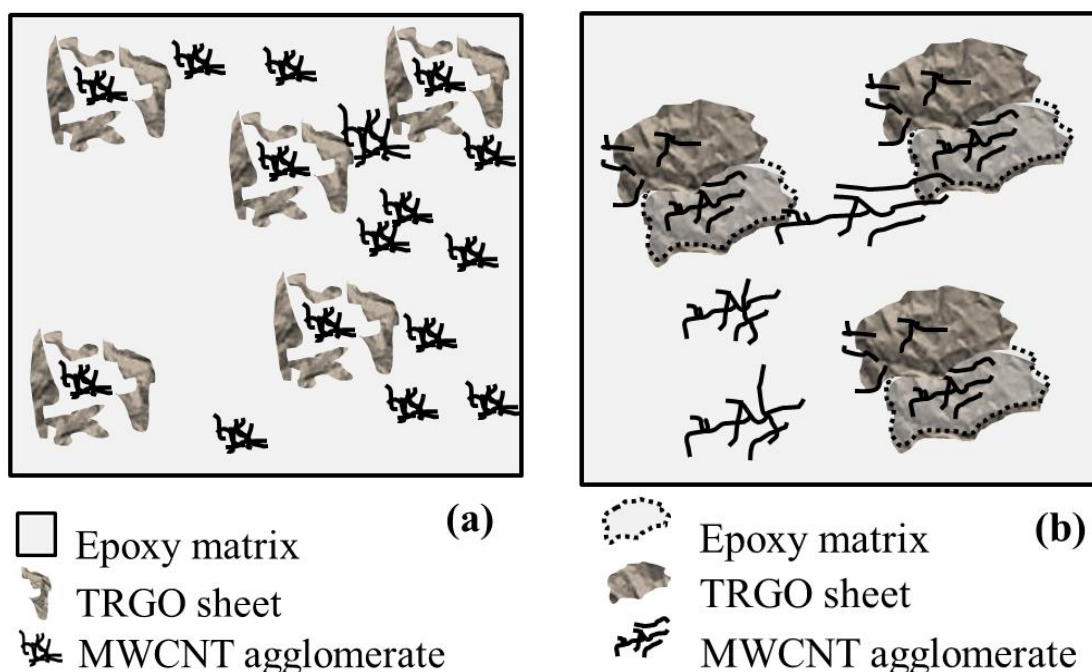 (a)
Epoxy matrix
TRGO sheet
MWCNT agglomerate
(b)
Epoxy matrix
TRGO sheet
MWCNT agglomerate